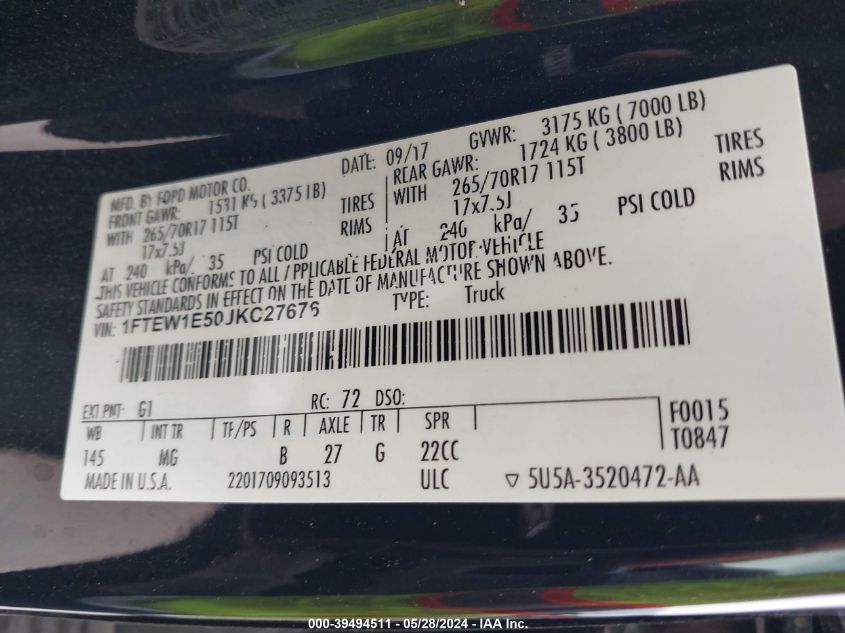 MFD. BY FORD MOTOR CO. DATE: 09/17 GVWR: 3175 KG ( 7000 LB)
FRONT GAWR: 1531 KG ( 3375 LB) REAR GAWR: 1724 KG ( 3800 LB)
WITH 265/70R17 115T TIRES WITH 265/70R17 115T TIRES
17x7.5J RIMS 17x7.5J RIMS
AT 240 kPa/ 35 PSI COLD AT 240 kPa/ 35 PSI COLD
THIS VEHICLE CONFORMS TO ALL APPLICABLE FEDERAL MOTOR VEHICLE
SAFETY STANDARDS IN EFFECT ON THE DATE OF MANUFACTURE SHOWN ABOVE.
VIN: 1FTEW1E50JKC27676 TYPE: Truck
EXT PNT: G1 RC: 72 DSO:
WB INT TR TF/PS R AXLE TR SPR F0015
145 MG B 27 G 22CC T0847
MADE IN U.S.A. 2201709093513 ULC ▽ 5U5A-3520472-AA
000-39494511 - 05/28/2024 - IAA Inc.